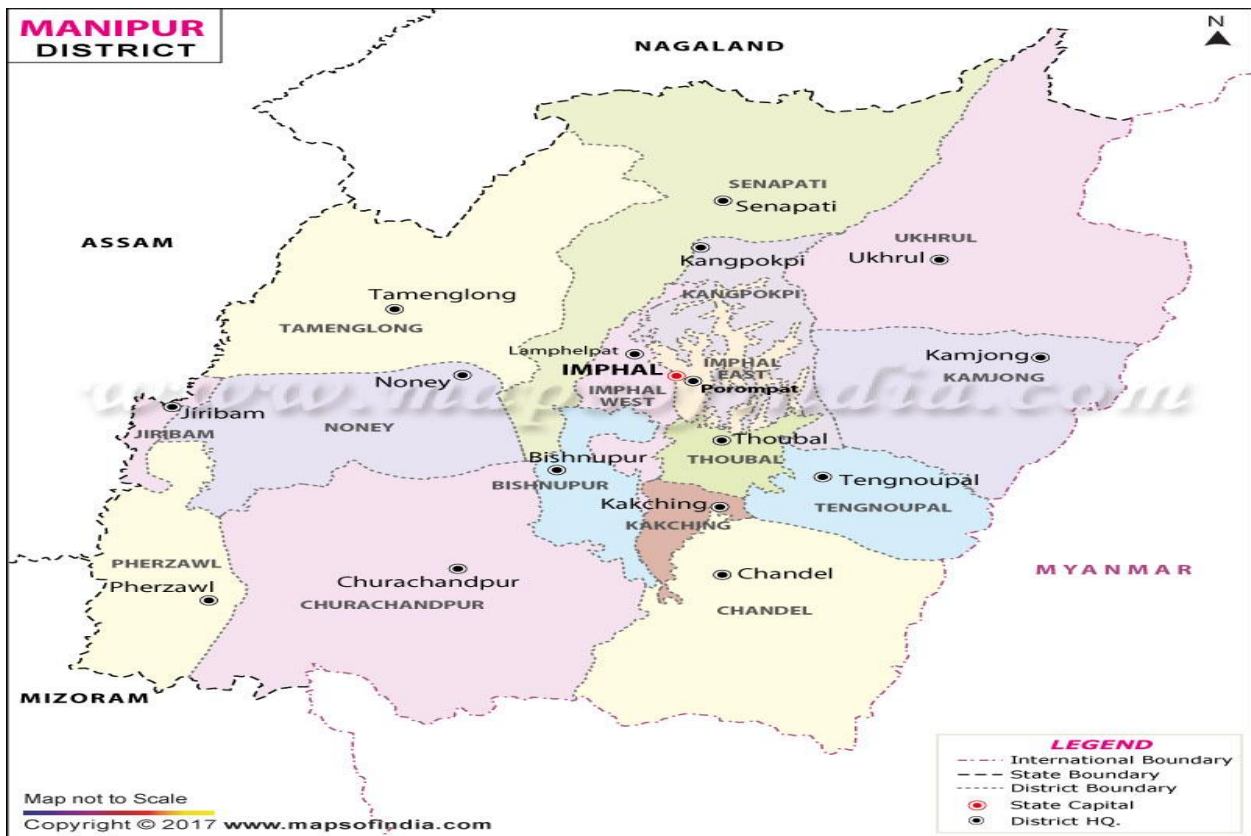 MANIPUR
DISTRICT
N
NAGALAND
ASSAM
SENAPATI
Senapati
UKHRUL
Ukhrul
Kangpokpi
KANGPOKPI
Tamenglong
TAMENGLONG
Lamphelpat
IMPHAL
IMPHAL
WEST
IMPHAL
EAST
Porompat
Kamjong
KAMJONG
Noney
NONEY
www.mapsofindia.com
Jiribam
JIRIBAM
Thoubal
THOUBAL
Bishnupur
BISHNUPUR
Tengnoupal
TENGNOUPAL
Kakching
KAKCHING
PHERZAWL
Pherzawl
Churachandpur
CHURACHANDPUR
Chandel
CHANDEL
MYANMAR
MIZORAM
LEGEND
International Boundary
State Boundary
District Boundary
State Capital
District HQ.
Map not to Scale
Copyright © 2017 www.mapsofindia.com